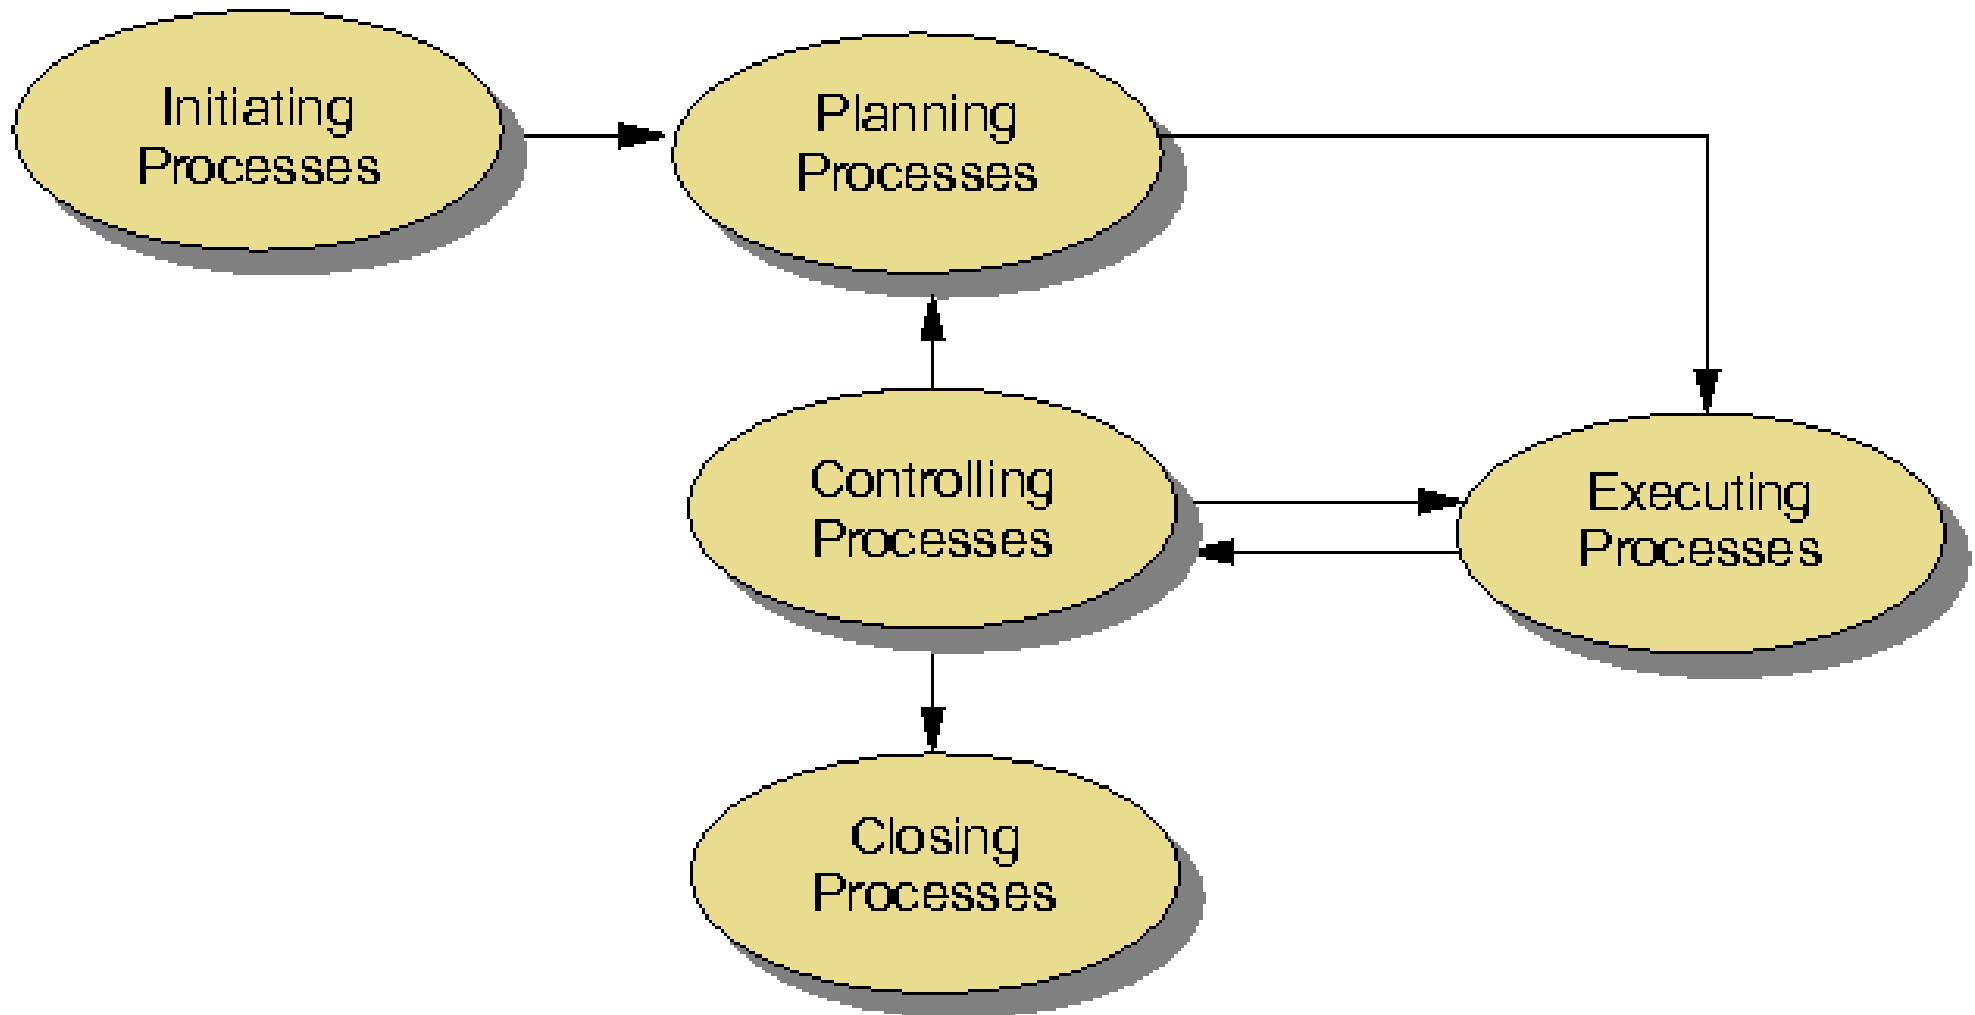 Initiating
Processes
Planning
Processes
Controlling
Processes
Executing
Processes
Closing
Processes